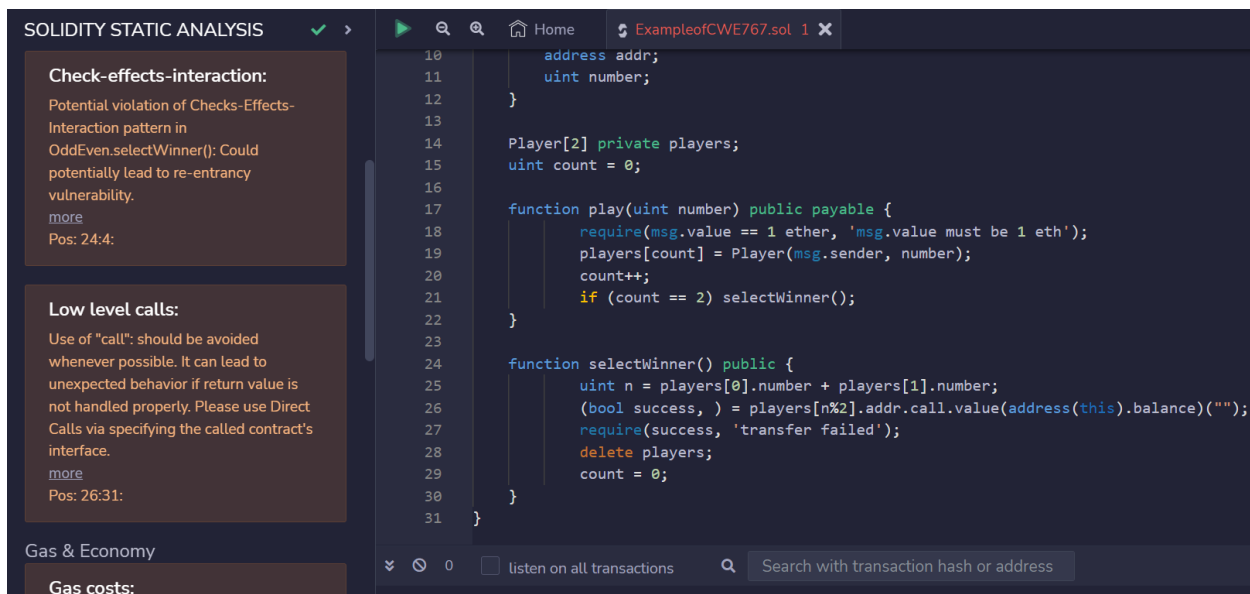 SOLIDITY STATIC ANALYSIS
Check-effects-interaction:
Potential violation of Checks-Effects-
Interaction pattern in
OddEven.selectWinner(): Could
potentially lead to re-entrancy
vulnerability.
more
Pos: 24:4:
Low level calls:
Use of "call": should be avoided
whenever possible. It can lead to
unexpected behavior if return value is
not handled properly. Please use Direct
Calls via specifying the called contract's
interface.
more
Pos: 26:31:
Gas & Economy
Gas costs:
Home
ExampleofCWE767.sol 1
10 address addr;
11 uint number;
12 }
13
14 Player[2] private players;
15 uint count = 0;
16
17 function play(uint number) public payable {
18 require(msg.value == 1 ether, 'msg.value must be 1 eth');
19 players[count] = Player(msg.sender, number);
20 count++;
21 if (count == 2) selectWinner();
22 }
23
24 function selectWinner() public {
25 uint n = players[0].number + players[1].number;
26 (bool success, ) = players[n%2].addr.call.value(address(this).balance)("");
27 require(success, 'transfer failed');
28 delete players;
29 count = 0;
30 }
31 }
0 listen on all transactions Search with transaction hash or address